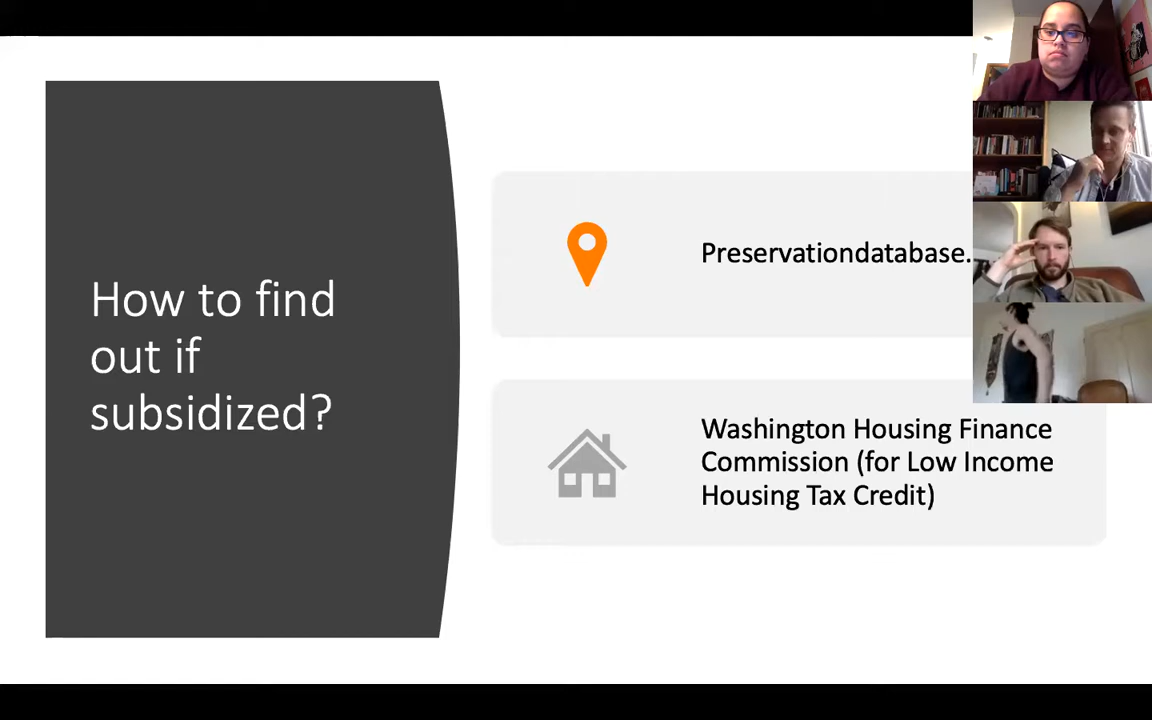 How to find
out if
subsidized?
Preservationdatabase.
Washington Housing Finance
Commission (for Low Income
Housing Tax Credit)